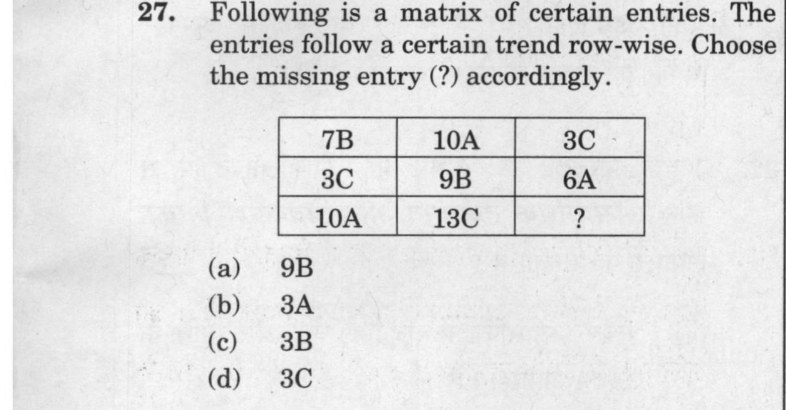 27. Following is a matrix of certain entries. The
entries follow a certain trend row-wise. Choose
the missing entry (?) accordingly.
7B 10A 3C
3C 9B 6A
10A 13C ?
(a) 9B
(b) 3A
(c) 3B
(d) 3C